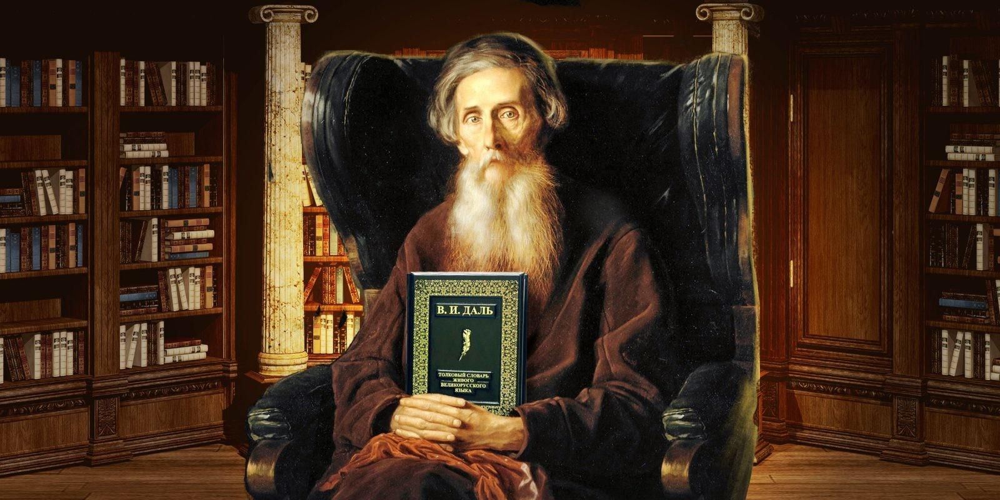 В. И. ДАЛЬ
ТОЛКОВЫЙ СЛОВАРЬ
ЖИВОГО
ВЕЛИКОРУССКОГО
ЯЗЫКА